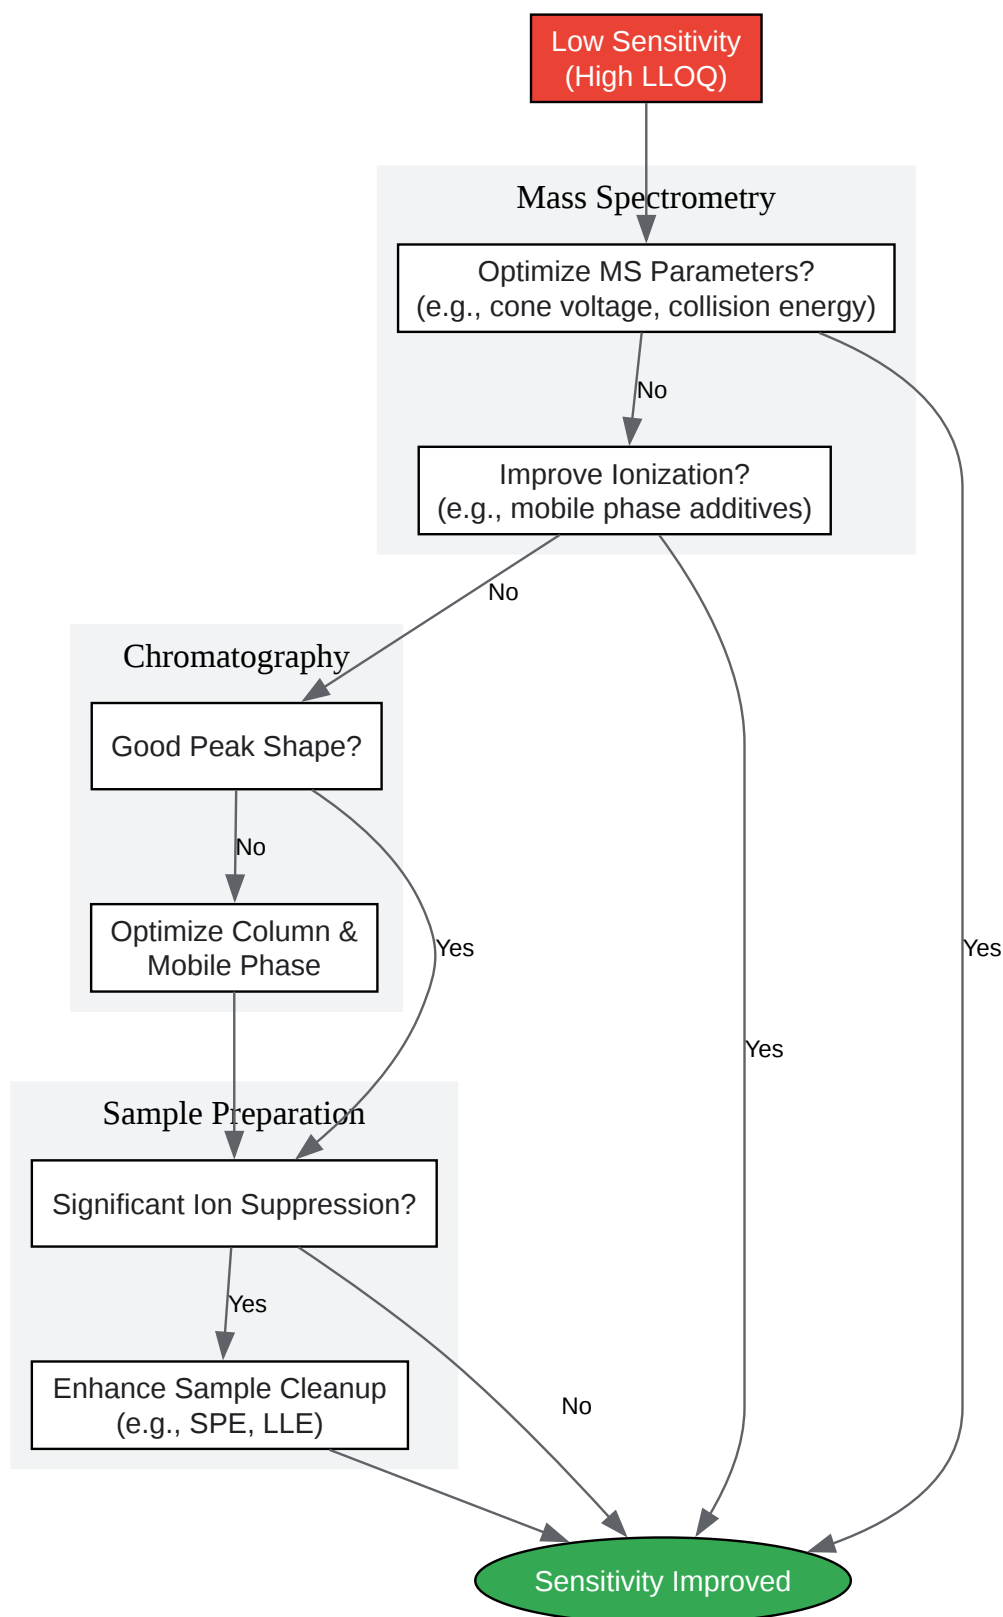 Low Sensitivity
(High LLOQ)
Mass Spectrometry
Optimize MS Parameters?
(e.g., cone voltage, collision energy)
No
Improve Ionization?
(e.g., mobile phase additives)
No
Chromatography
Good Peak Shape?
No
Optimize Column &
Mobile Phase
Yes
Yes
Yes
Sample Preparation
Significant Ion Suppression?
Yes
Enhance Sample Cleanup
(e.g., SPE, LLE)
No
Sensitivity Improved